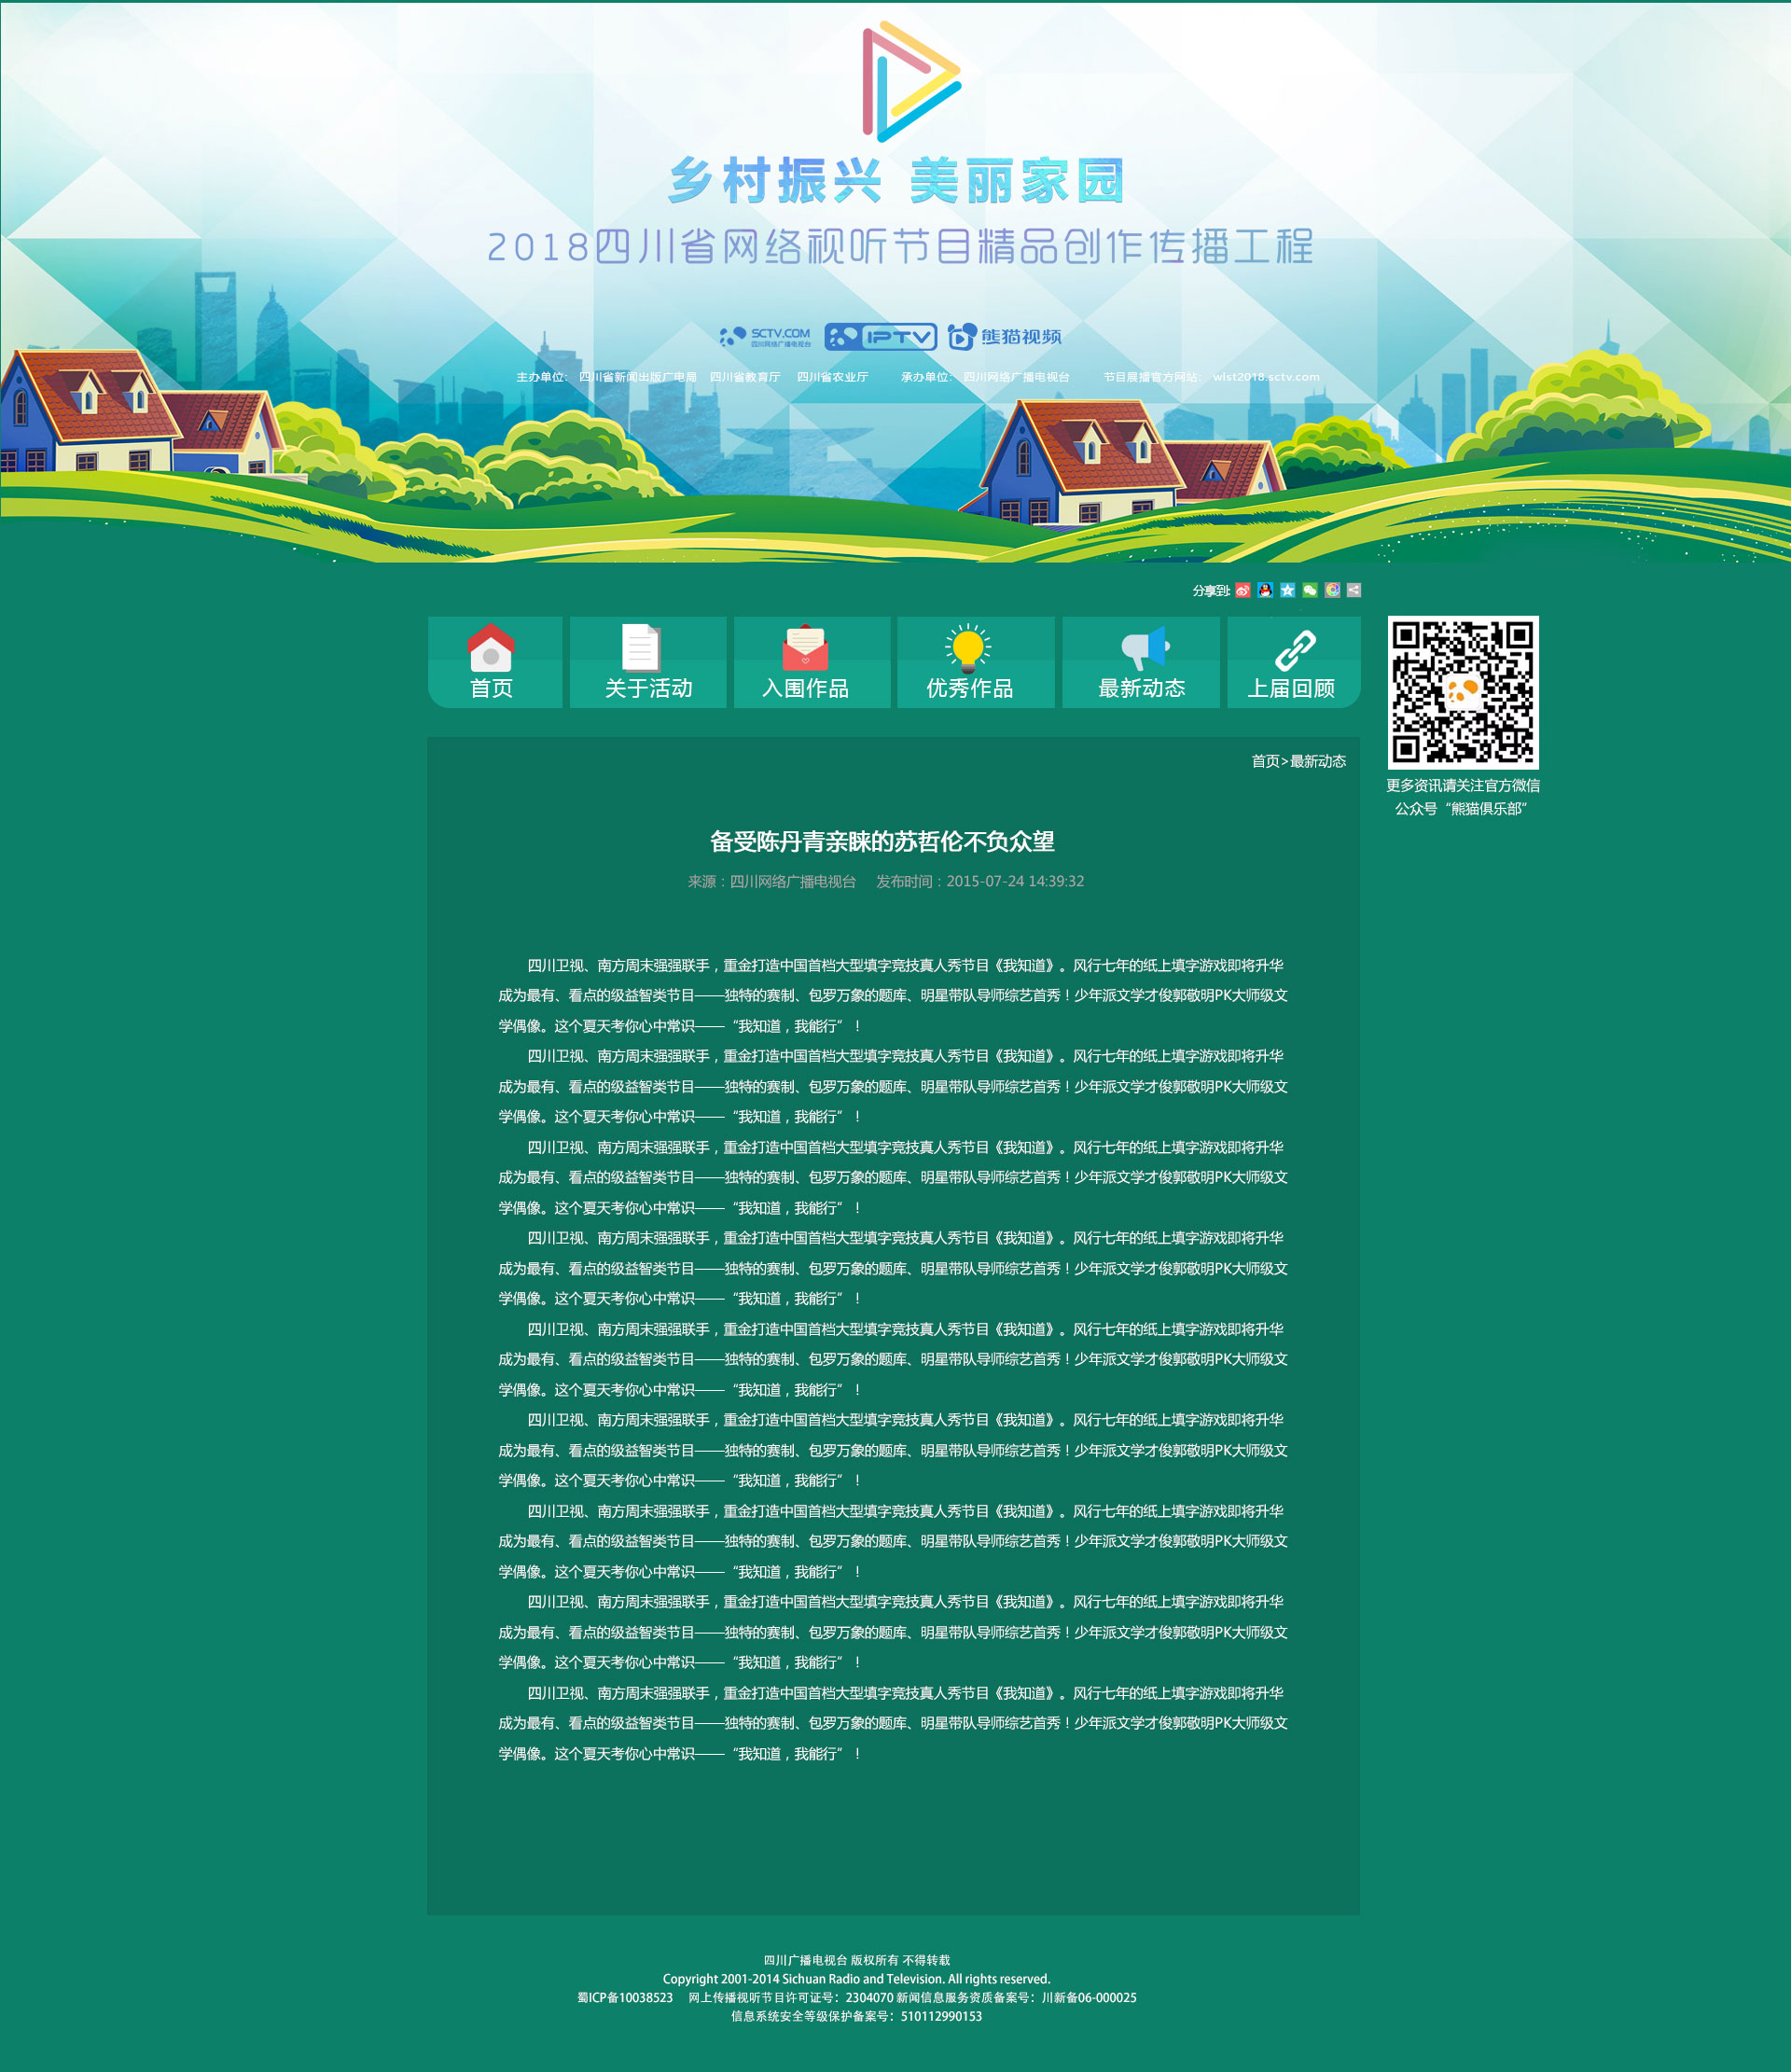 乡村振兴 美丽家园
2018四川省网络视听节目精品创作传播工程
SCTV.COM
四川网络广播电视台
IPTV
熊猫视频
主办单位： 四川省新闻出版广电局 四川省教育厅 四川省农业厅 承办单位： 四川网络广播电视台 节目展播官方网站： wlst2018.sctv.com
分享到:
首页 关于活动 入围作品 优秀作品 最新动态 上届回顾
首页>最新动态
更多资讯请关注官方微信
公众号“熊猫俱乐部”
备受陈丹青亲睐的苏哲伦不负众望
来源：四川网络广播电视台 发布时间：2015-07-24 14:39:32
四川卫视、南方周末强强联手，重金打造中国首档大型填字竞技真人秀节目《我知道》。风行七年的纸上填字游戏即将升华
成为最有、看点的级益智类节目——独特的赛制、包罗万象的题库、明星带队导师综艺首秀！少年派文学才俊郭敬明PK大师级文
学偶像。这个夏天考你心中常识——“我知道，我能行”！
四川卫视、南方周末强强联手，重金打造中国首档大型填字竞技真人秀节目《我知道》。风行七年的纸上填字游戏即将升华
成为最有、看点的级益智类节目——独特的赛制、包罗万象的题库、明星带队导师综艺首秀！少年派文学才俊郭敬明PK大师级文
学偶像。这个夏天考你心中常识——“我知道，我能行”！
四川卫视、南方周末强强联手，重金打造中国首档大型填字竞技真人秀节目《我知道》。风行七年的纸上填字游戏即将升华
成为最有、看点的级益智类节目——独特的赛制、包罗万象的题库、明星带队导师综艺首秀！少年派文学才俊郭敬明PK大师级文
学偶像。这个夏天考你心中常识——“我知道，我能行”！
四川卫视、南方周末强强联手，重金打造中国首档大型填字竞技真人秀节目《我知道》。风行七年的纸上填字游戏即将升华
成为最有、看点的级益智类节目——独特的赛制、包罗万象的题库、明星带队导师综艺首秀！少年派文学才俊郭敬明PK大师级文
学偶像。这个夏天考你心中常识——“我知道，我能行”！
四川卫视、南方周末强强联手，重金打造中国首档大型填字竞技真人秀节目《我知道》。风行七年的纸上填字游戏即将升华
成为最有、看点的级益智类节目——独特的赛制、包罗万象的题库、明星带队导师综艺首秀！少年派文学才俊郭敬明PK大师级文
学偶像。这个夏天考你心中常识——“我知道，我能行”！
四川卫视、南方周末强强联手，重金打造中国首档大型填字竞技真人秀节目《我知道》。风行七年的纸上填字游戏即将升华
成为最有、看点的级益智类节目——独特的赛制、包罗万象的题库、明星带队导师综艺首秀！少年派文学才俊郭敬明PK大师级文
学偶像。这个夏天考你心中常识——“我知道，我能行”！
四川卫视、南方周末强强联手，重金打造中国首档大型填字竞技真人秀节目《我知道》。风行七年的纸上填字游戏即将升华
成为最有、看点的级益智类节目——独特的赛制、包罗万象的题库、明星带队导师综艺首秀！少年派文学才俊郭敬明PK大师级文
学偶像。这个夏天考你心中常识——“我知道，我能行”！
四川卫视、南方周末强强联手，重金打造中国首档大型填字竞技真人秀节目《我知道》。风行七年的纸上填字游戏即将升华
成为最有、看点的级益智类节目——独特的赛制、包罗万象的题库、明星带队导师综艺首秀！少年派文学才俊郭敬明PK大师级文
学偶像。这个夏天考你心中常识——“我知道，我能行”！
四川卫视、南方周末强强联手，重金打造中国首档大型填字竞技真人秀节目《我知道》。风行七年的纸上填字游戏即将升华
成为最有、看点的级益智类节目——独特的赛制、包罗万象的题库、明星带队导师综艺首秀！少年派文学才俊郭敬明PK大师级文
学偶像。这个夏天考你心中常识——“我知道，我能行”！
四川广播电视台 版权所有 不得转载
Copyright 2001-2014 Sichuan Radio and Television. All rights reserved.
蜀ICP备10038523 网上传播视听节目许可证号：2304070 新闻信息服务资质备案号：川新备06-000025
信息系统安全等级保护备案号：510112990153